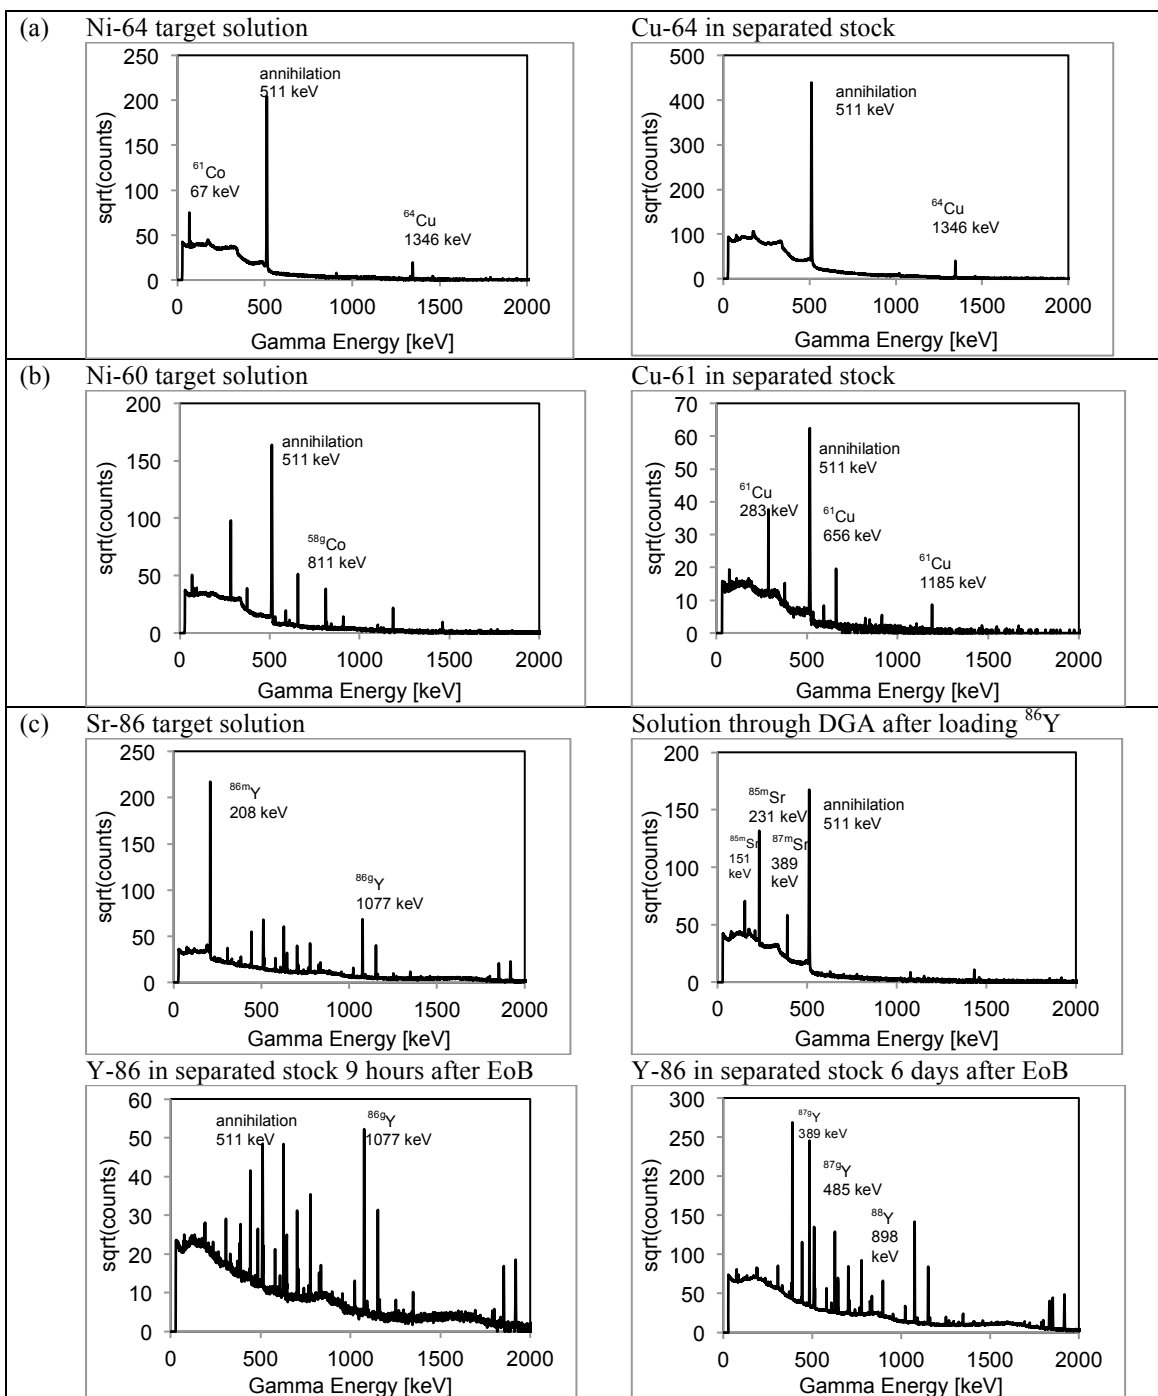 (a) Ni-64 target solution
250
200
150
100
50
0
sqrt(counts)
annihilation
511 keV
⁶¹Co
67 keV
⁶⁴Cu
1346 keV
0 500 1000 1500 2000
Gamma Energy [keV]
Cu-64 in separated stock
500
400
300
200
100
0
sqrt(counts)
annihilation
511 keV
⁶⁴Cu
1346 keV
0 500 1000 1500 2000
Gamma Energy [keV]
(b) Ni-60 target solution
200
150
100
50
0
sqrt(counts)
annihilation
511 keV
⁵⁸ᵍCo
811 keV
0 500 1000 1500 2000
Gamma Energy [keV]
Cu-61 in separated stock
70
60
50
40
30
20
10
0
sqrt(counts)
annihilation
511 keV
⁶¹Cu
283 keV
⁶¹Cu
656 keV
⁶¹Cu
1185 keV
0 500 1000 1500 2000
Gamma Energy [keV]
(c) Sr-86 target solution
250
200
150
100
50
0
sqrt(counts)
⁸⁶ᵐY
208 keV
⁸⁶ᵍY
1077 keV
0 500 1000 1500 2000
Gamma Energy [keV]
Solution through DGA after loading ⁸⁶Y
200
150
100
50
0
sqrt(counts)
⁸⁵ᵐSr
231 keV
⁸⁵ᵐSr
151
keV
⁸⁷ᵐSr
389
keV
annihilation
511 keV
0 500 1000 1500 2000
Gamma Energy [keV]
Y-86 in separated stock 9 hours after EoB
60
50
40
30
20
10
0
sqrt(counts)
annihilation
511 keV
⁸⁶ᵍY
1077 keV
0 500 1000 1500 2000
Gamma Energy [keV]
Y-86 in separated stock 6 days after EoB
300
250
200
150
100
50
0
sqrt(counts)
⁸⁷ᵍY
389 keV
⁸⁷ᵍY
485 keV
⁸⁸Y
898
keV
0 500 1000 1500 2000
Gamma Energy [keV]